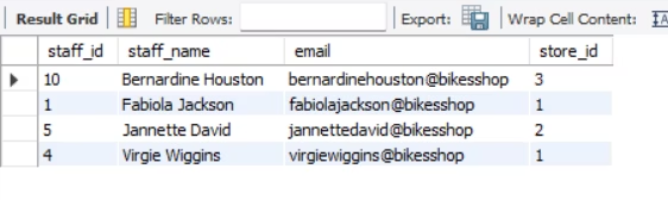 Result Grid Filter Rows: Export: Wrap Cell Content:
staff_id staff_name email store_id
10 Bernardine Houston bernardinehouston@bikesshop 3
1 Fabiola Jackson fabiolajackson@bikesshop 1
5 Jannette David jannettedavid@bikesshop 2
4 Virgie Wiggins virgiewiggins@bikesshop 1